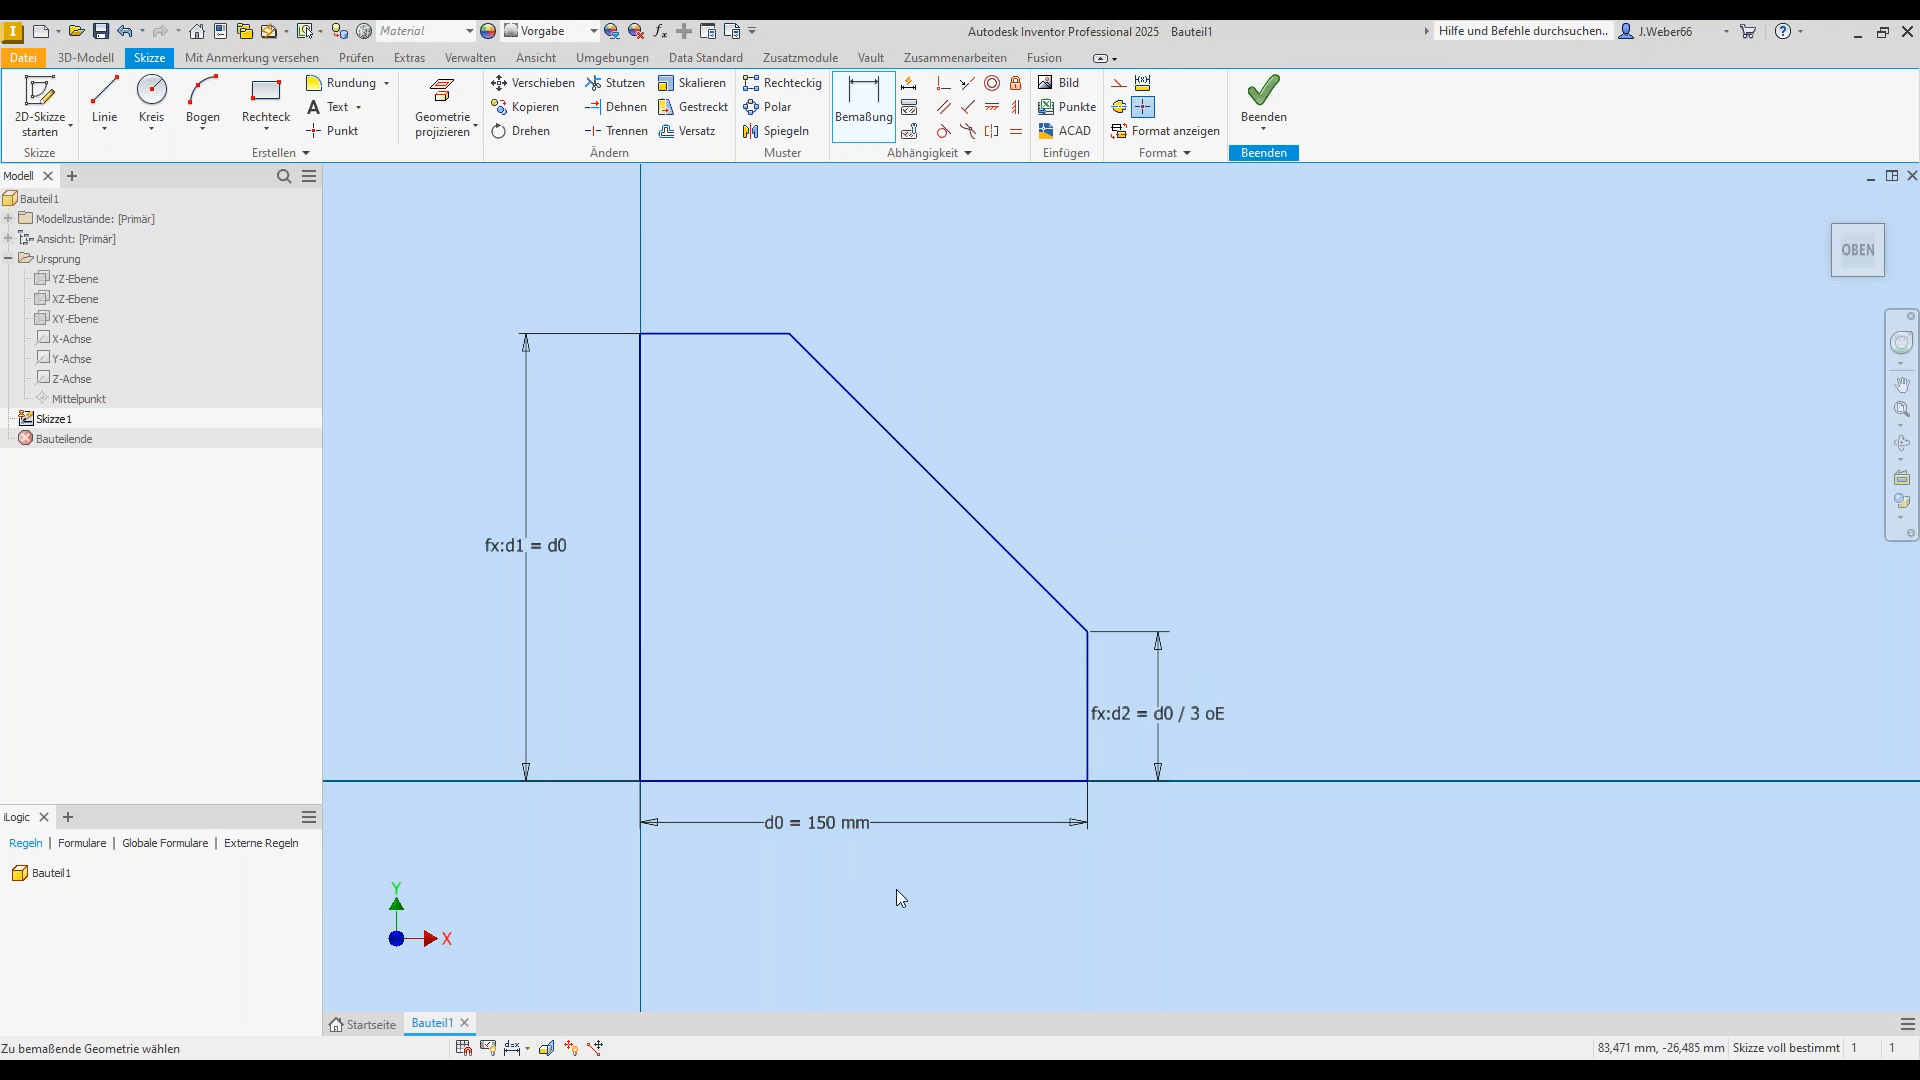 Material
Vorgabe
Autodesk Inventor Professional 2025 Bauteil1
Hilfe und Befehle durchsuchen..
J.Weber66
Datei
3D-Modell
Skizze
Mit Anmerkung versehen
Prüfen
Extras
Verwalten
Ansicht
Umgebungen
Data Standard
Zusatzmodule
Vault
Zusammenarbeiten
Fusion
2D-Skizze
starten
Linie
Kreis
Bogen
Rechteck
Rundung
Text
Punkt
Geometrie
projizieren
Verschieben
Kopieren
Drehen
Stutzen
Dehnen
Trennen
Skalieren
Gestreckt
Versatz
Rechteckig
Polar
Spiegeln
Bemaßung
Bild
Punkte
ACAD
Format anzeigen
Beenden
Skizze
Erstellen
Ändern
Muster
Abhängigkeit
Einfügen
Format
Beenden
Modell
Bauteil1
Modellzustände: [Primär]
Ansicht: [Primär]
Ursprung
YZ-Ebene
XZ-Ebene
XY-Ebene
X-Achse
Y-Achse
Z-Achse
Mittelpunkt
Skizze1
Bauteilende
OBEN
fx:d1 = d0
fx:d2 = d0 / 3 oE
d0 = 150 mm
iLogic
Regeln | Formulare | Globale Formulare | Externe Regeln
Bauteil1
Y
X
Startseite
Bauteil1
Zu bemaßende Geometrie wählen
83,471 mm, -26,485 mm
Skizze voll bestimmt
1
1